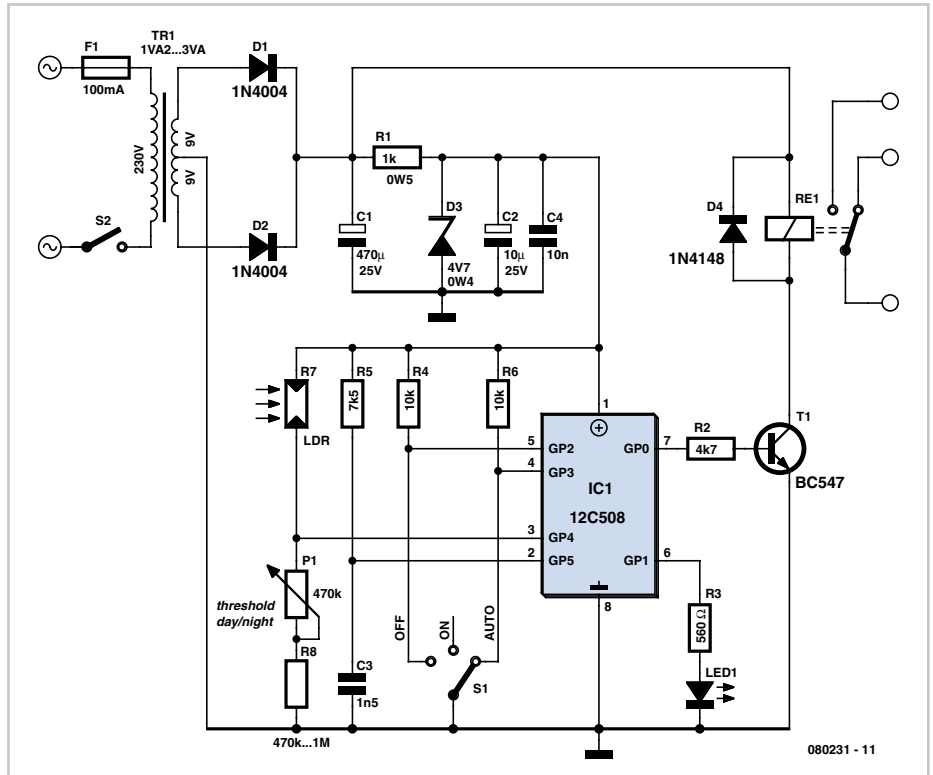 TR1
1VA2...3VA
F1
100mA
230V
9V
9V
S2
D1
1N4004
D2
1N4004
R1
1k
0W5
C1
470µ
25V
D3
4V7
0W4
C2
10µ
25V
C4
10n
D4
1N4148
RE1
R7
LDR
R5
7k5
R4
10k
R6
10k
1
5
GP2
4
GP3
3
GP4
2
GP5
IC1
12C508
GP0
7
GP1
6
8
R2
4k7
T1
BC547
R3
560 Ω
LED1
P1
470k
threshold
day/night
R8
470k...1M
C3
1n5
OFF
ON
AUTO
S1
080231 - 11